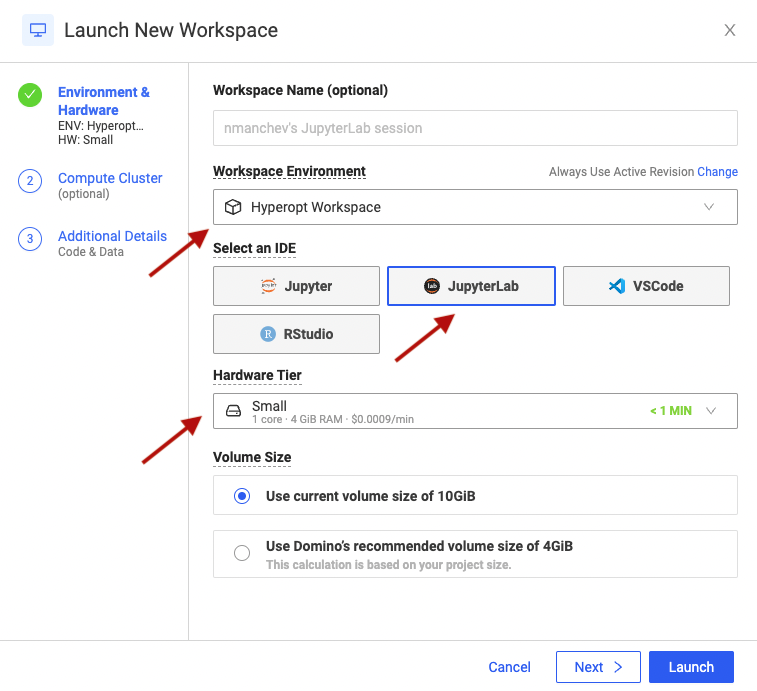 Launch New Workspace
Environment &
Hardware
ENV: Hyperopt...
HW: Small
2
Compute Cluster
(optional)
3
Additional Details
Code & Data
Workspace Name (optional)
nmanchev's JupyterLab session
Workspace Environment
Always Use Active Revision Change
Hyperopt Workspace
Select an IDE
Jupyter
JupyterLab
VSCode
R RStudio
Hardware Tier
Small
1 core · 4 GiB RAM · $0.0009/min
< 1 MIN
Volume Size
Use current volume size of 10GiB
Use Domino’s recommended volume size of 4GiB
This calculation is based on your project size.
Cancel
Next
Launch